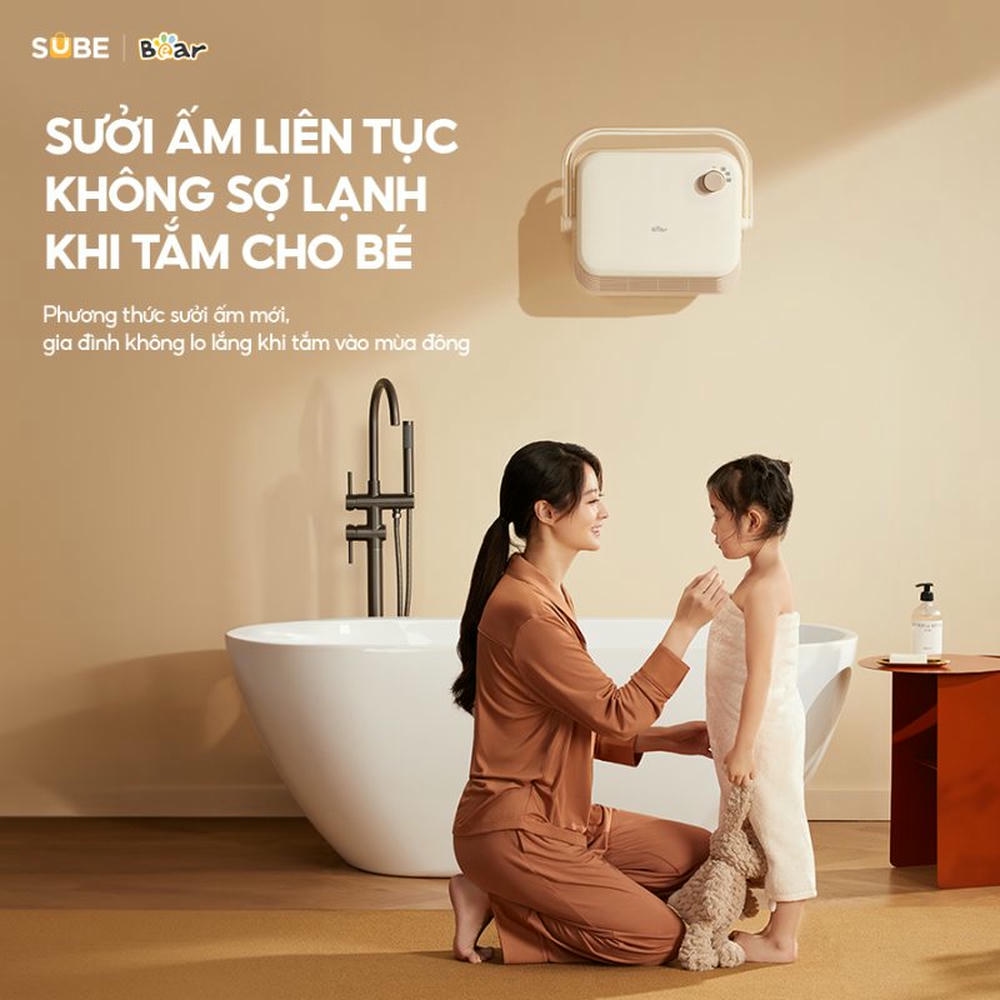 SUBE | Bear
SƯỞI ẤM LIÊN TỤC
KHÔNG SỢ LẠNH
KHI TẮM CHO BÉ
Phương thức sưởi ấm mới,
gia đình không lo lắng khi tắm vào mùa đông
Bear